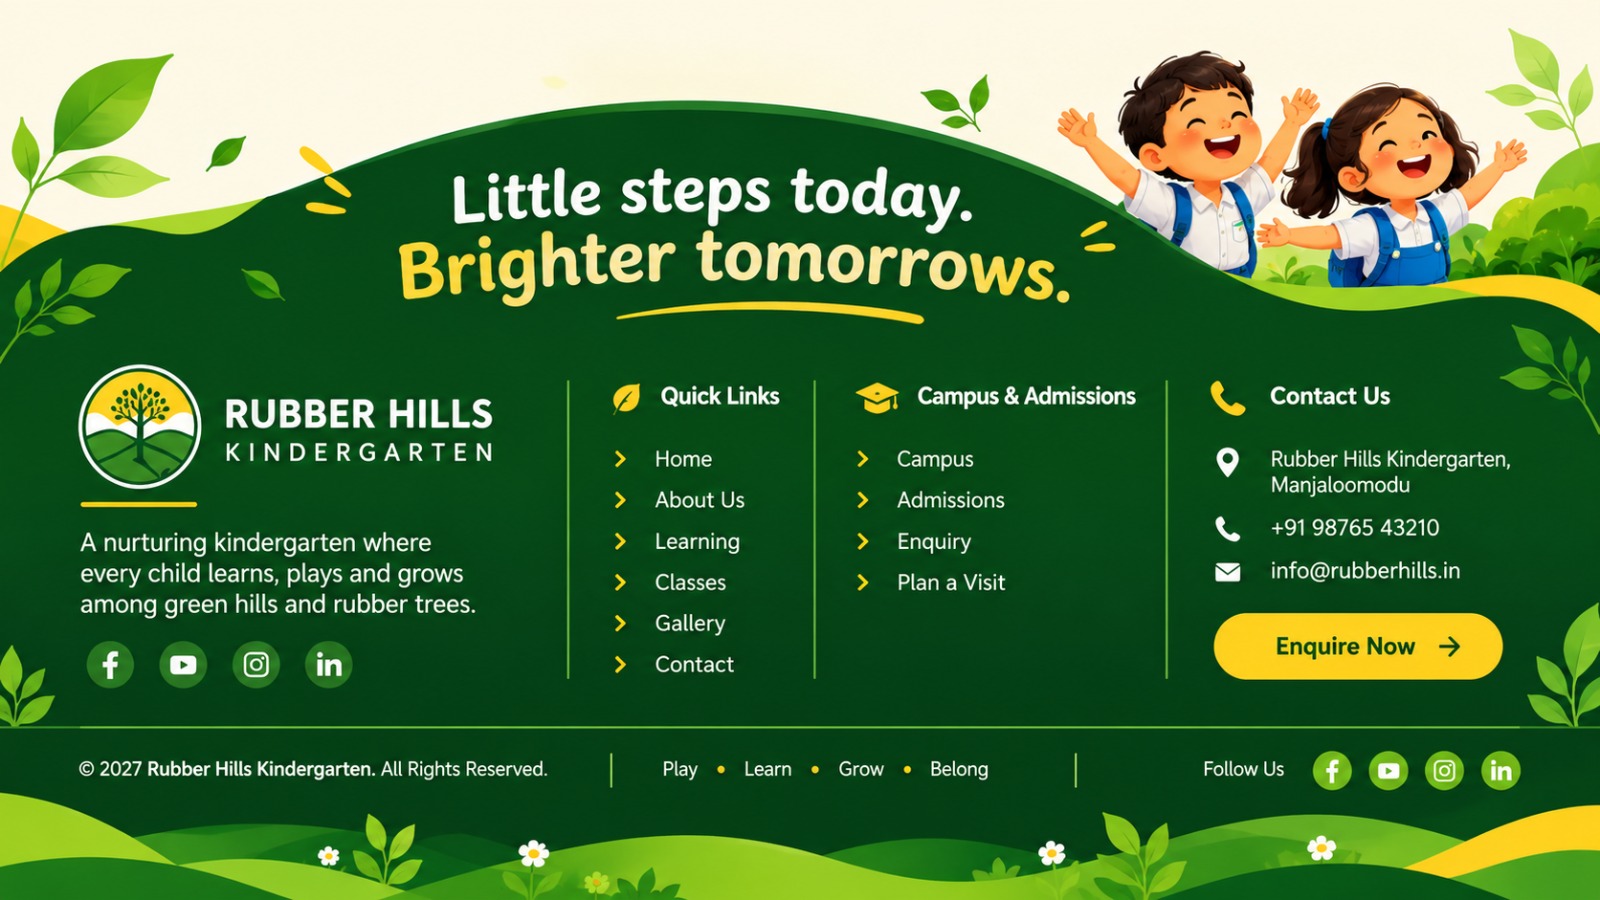 Little steps today.
Brighter tomorrows.
RUBBER HILLS
KINDERGARTEN
A nurturing kindergarten where
every child learns, plays and grows
among green hills and rubber trees.
Quick Links
Home
About Us
Learning
Classes
Gallery
Contact
Campus & Admissions
Campus
Admissions
Enquiry
Plan a Visit
Contact Us
Rubber Hills Kindergarten,
Manjaloomodu
+91 98765 43210
info@rubberhills.in
Enquire Now →
© 2027 Rubber Hills Kindergarten. All Rights Reserved.
Play • Learn • Grow • Belong
Follow Us